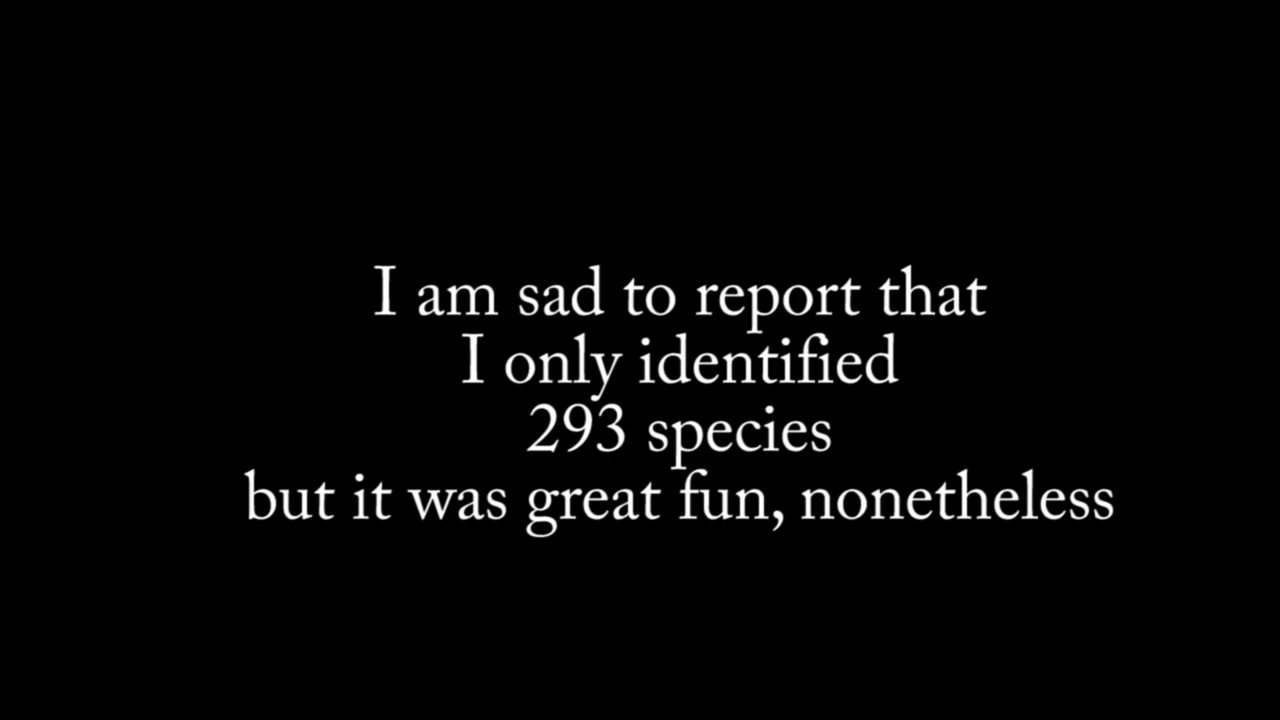 I am sad to report that
I only identified
293 species
but it was great fun, nonetheless